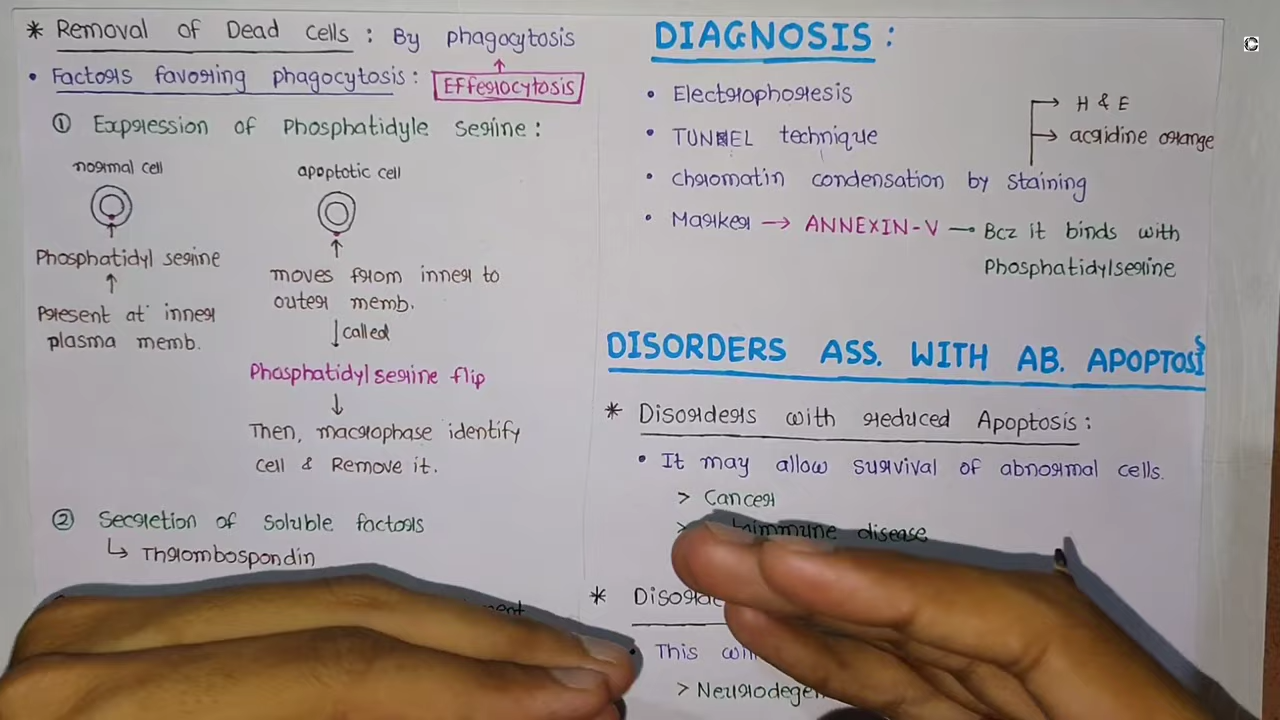 * Removal of Dead cells : By phagocytosis
• Factors favoring phagocytosis :
Efferocytosis
① Expression of Phosphatidyle serine :
normal cell
apoptotic cell
Phosphatidyl serine
Present at inner
plasma memb.
moves from inner to
outer memb.
called
Phosphatidyl serine flip
Then, macrophase identify
cell & Remove it.
② Secretion of soluble factors
Thrombospondin
DIAGNOSIS :
• Electrophoresis
• TUNEL technique
• chromatin condensation by staining
H & E
acridine orange
• Marker → ANNEXIN-V — Bcz it binds with
Phosphatidylserine
DISORDERS ASS. WITH AB. APOPTOSIS
* Disorders with reduced Apoptosis :
• It may allow survival of abnormal cells.
> Cancer
> disease
*
• This
>